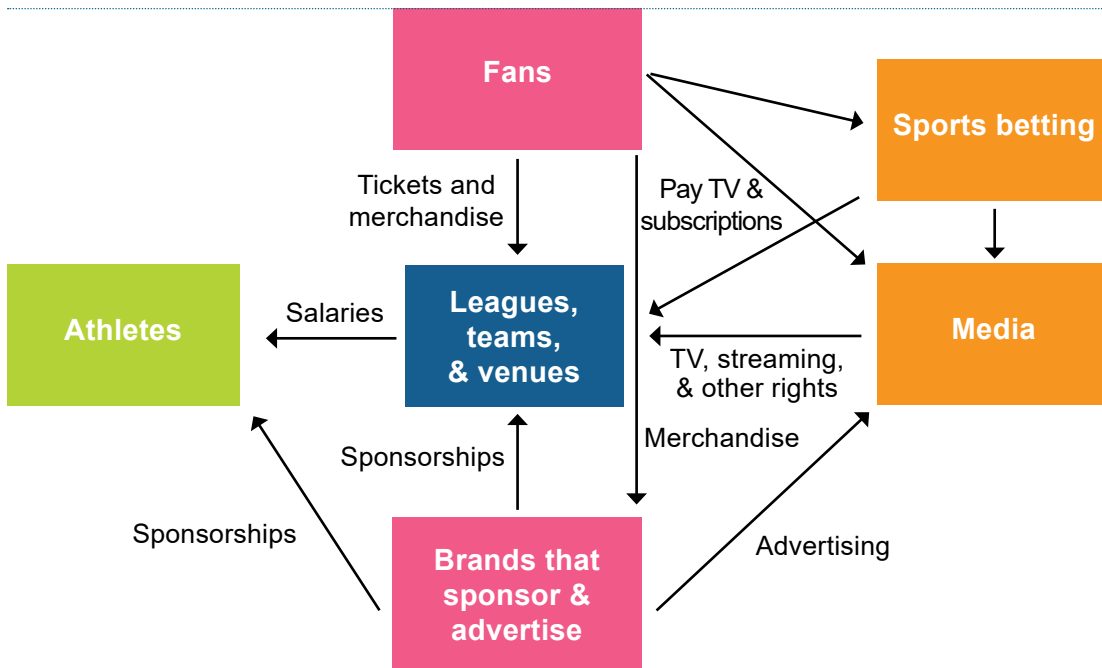 Fans
Sports betting
Tickets and
merchandise
Pay TV &
subscriptions
Athletes
Salaries
Leagues,
teams,
& venues
Media
TV, streaming,
& other rights
Merchandise
Sponsorships
Sponsorships
Advertising
Brands that
sponsor &
advertise